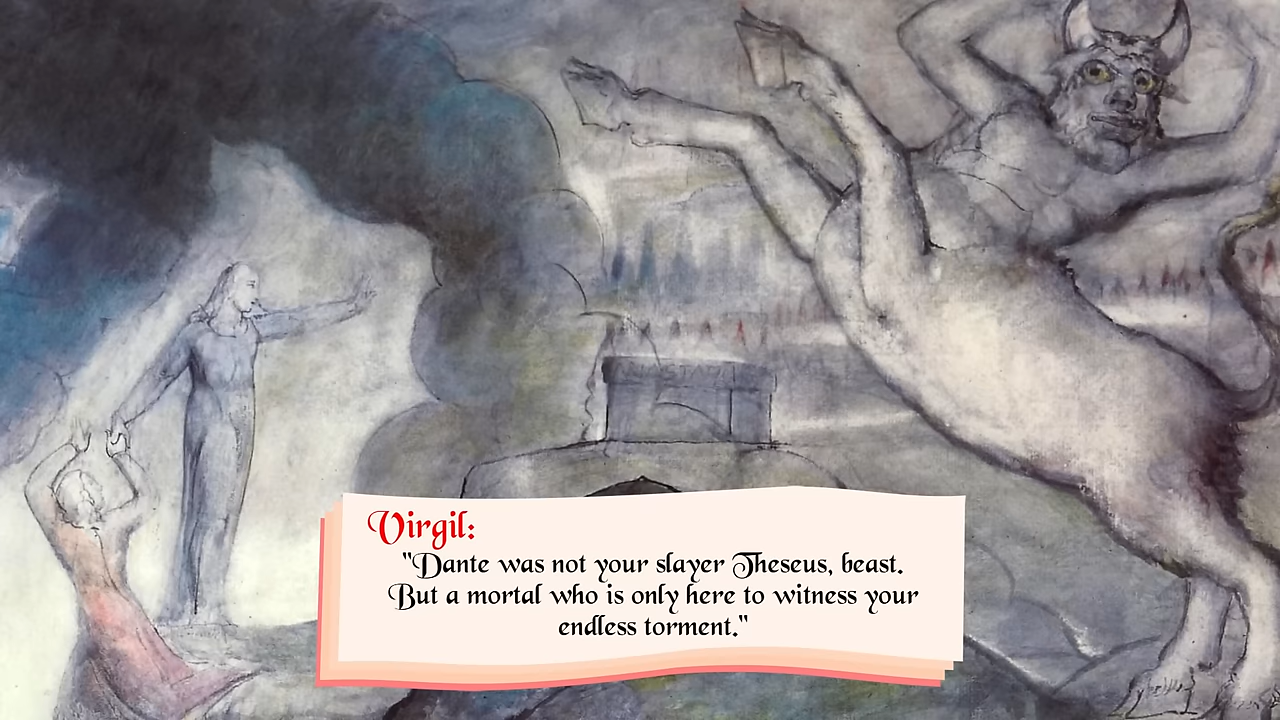 Virgil:
"Dante was not your slayer Theseus, beast.
But a mortal who is only here to witness your
endless torment."